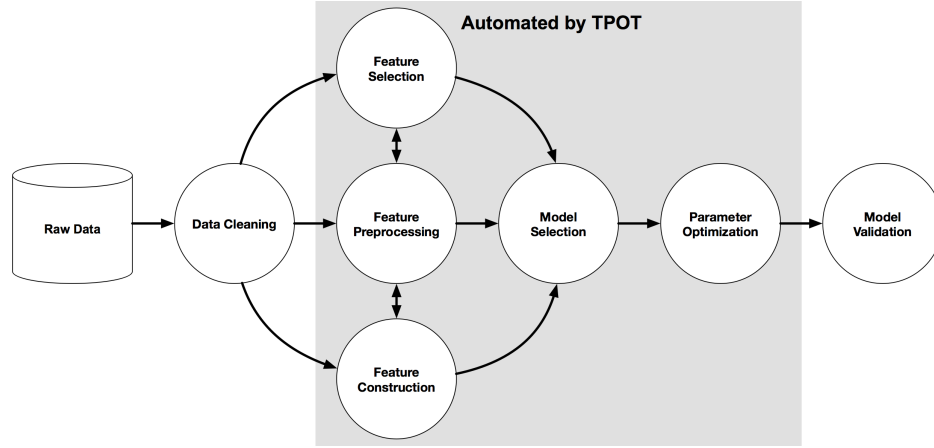 Automated by TPOT
Feature
Selection
Raw Data
Data Cleaning
Feature
Preprocessing
Model
Selection
Parameter
Optimization
Model
Validation
Feature
Construction